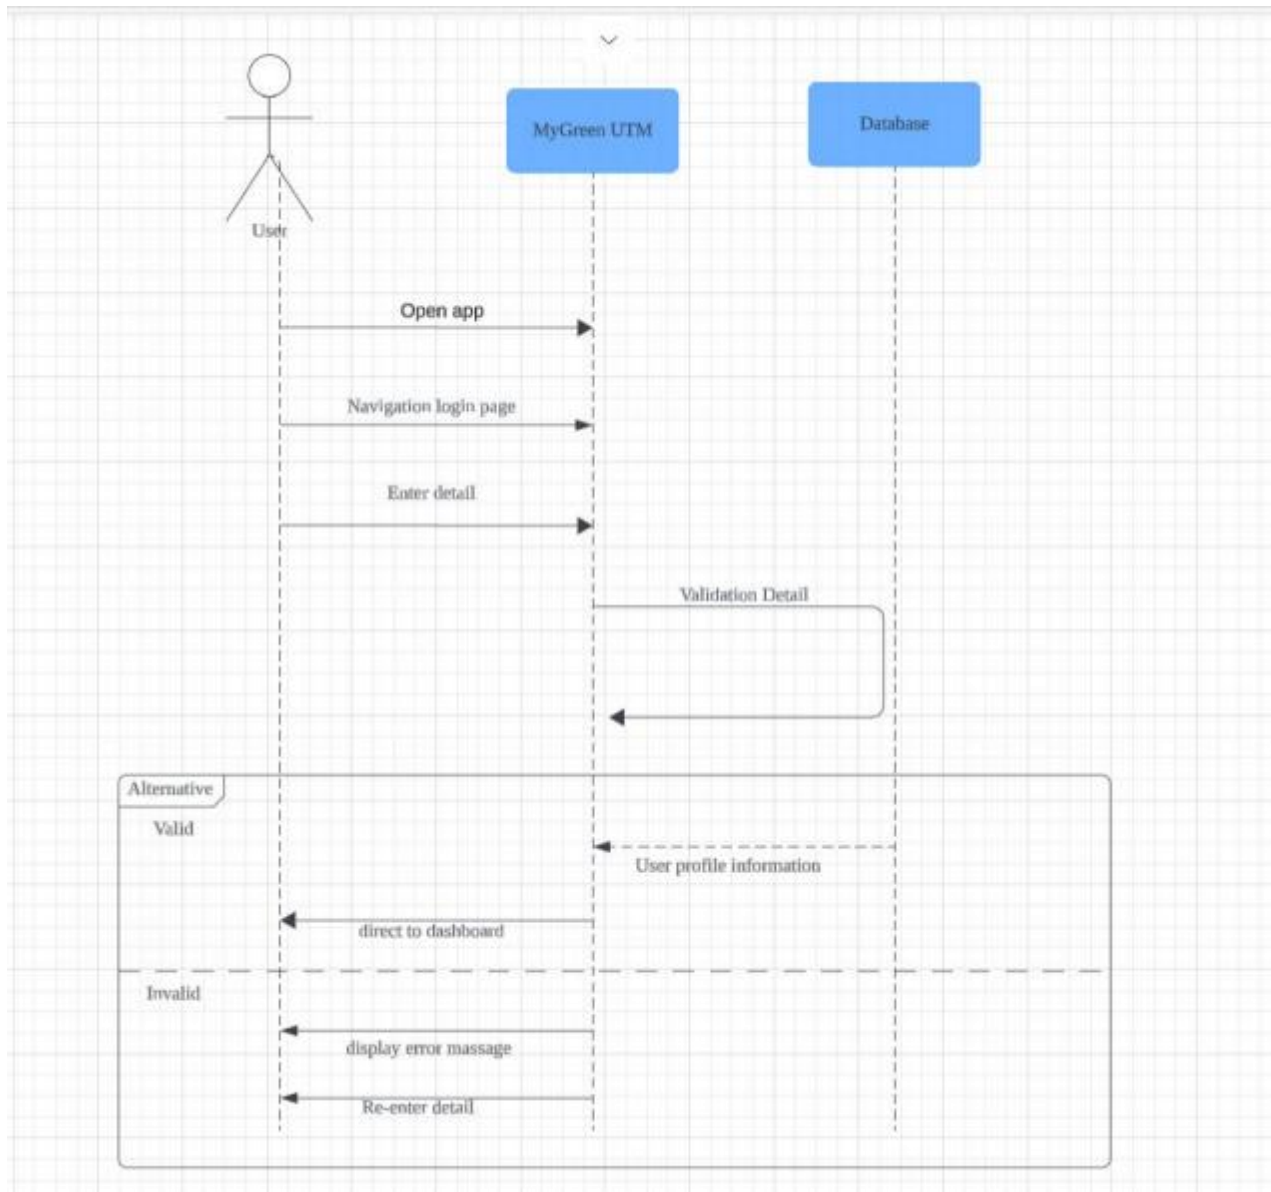 MyGreen UTM
Database
User
Open app
Navigation login page
Enter detail
Validation Detail
Alternative
Valid
User profile information
direct to dashboard
Invalid
display error massage
Re-enter detail